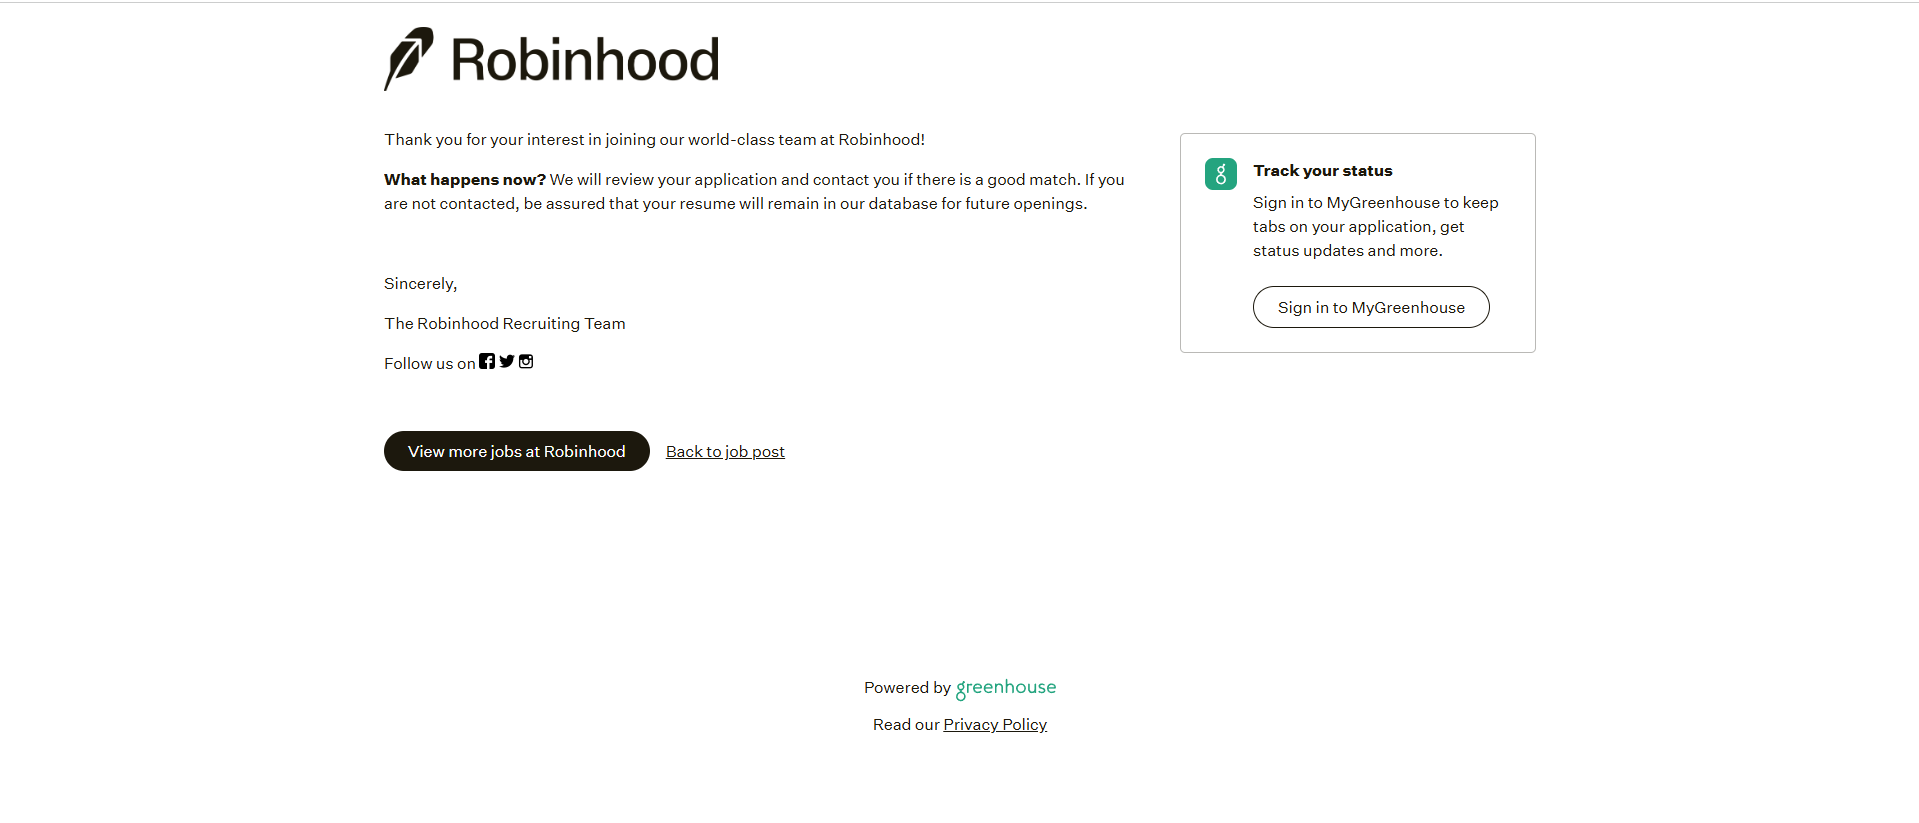 Robinhood
Thank you for your interest in joining our world-class team at Robinhood!
What happens now? We will review your application and contact you if there is a good match. If you
are not contacted, be assured that your resume will remain in our database for future openings.
Sincerely,
The Robinhood Recruiting Team
Follow us on
View more jobs at Robinhood
Back to job post
Track your status
Sign in to MyGreenhouse to keep
tabs on your application, get
status updates and more.
Sign in to MyGreenhouse
Powered by greenhouse
Read our Privacy Policy